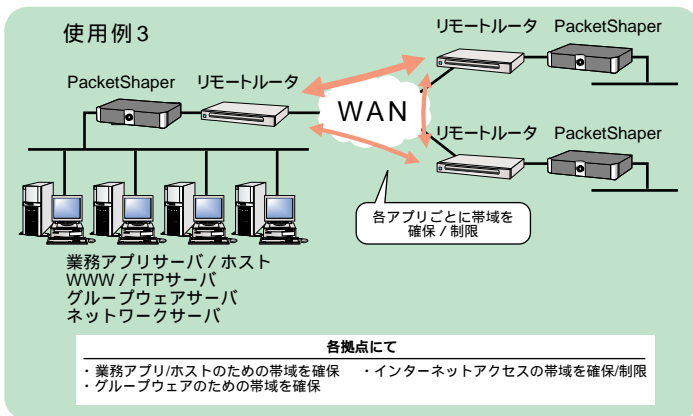 使用例3
リモートルータ PacketShaper
PacketShaper リモートルータ
WAN
リモートルータ PacketShaper
各アプリごとに帯域を
確保 / 制限
業務アプリサーバ / ホスト
WWW / FTPサーバ
グループウェアサーバ
ネットワークサーバ
各拠点にて
・業務アプリ/ホストのための帯域を確保 ・インターネットアクセスの帯域を確保/制限
・グループウェアのための帯域を確保